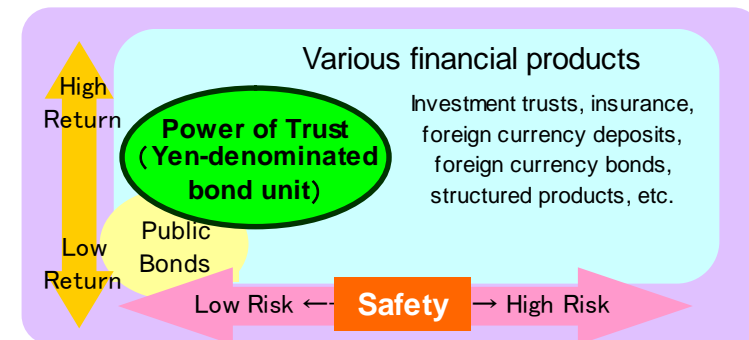 Various financial products
High
Return
Investment trusts, insurance,
foreign currency deposits,
foreign currency bonds,
structured products, etc.
Power of Trust
(Yen-denominated
bond unit)
Public
Bonds
Low
Return
Low Risk ← Safety → High Risk